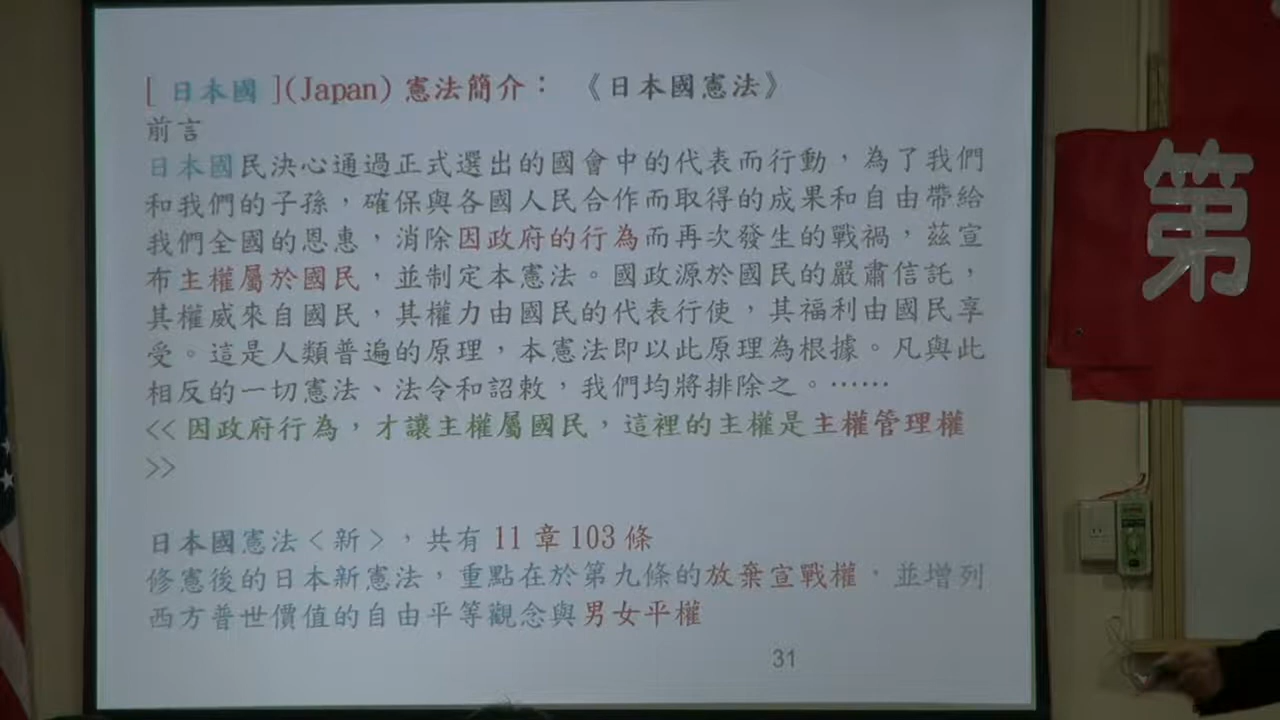 [ 日本國 ](Japan) 憲法簡介： 《日本國憲法》
前言
日本國民決心通過正式選出的國會中的代表而行動，為了我們
和我們的子孫，確保與各國人民合作而取得的成果和自由帶給
我們全國的恩惠，消除因政府的行為而再次發生的戰禍，茲宣
布主權屬於國民，並制定本憲法。國政源於國民的嚴肅信託，
其權威來自國民，其權力由國民的代表行使，其福利由國民享
受。這是人類普遍的原理，本憲法即以此原理為根據。凡與此
相反的一切憲法、法令和詔敕，我們均將排除之。⋯⋯
<< 因政府行為，才讓主權屬國民，這裡的主權是主權管理權
>>
日本國憲法＜新＞，共有 11 章 103 條
修憲後的日本新憲法，重點在於第九條的放棄宣戰權．並增列
西方普世價值的自由平等觀念與男女平權
31
第